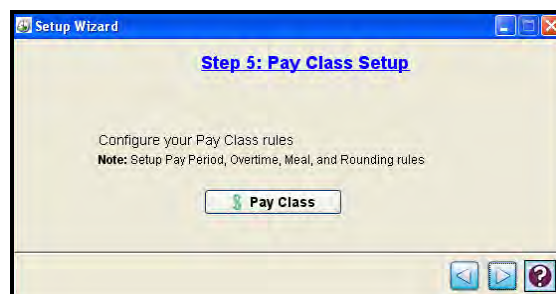 Setup Wizard
Step 5: Pay Class Setup
Configure your Pay Class rules
Note: Setup Pay Period, Overtime, Meal, and Rounding rules
Pay Class
?